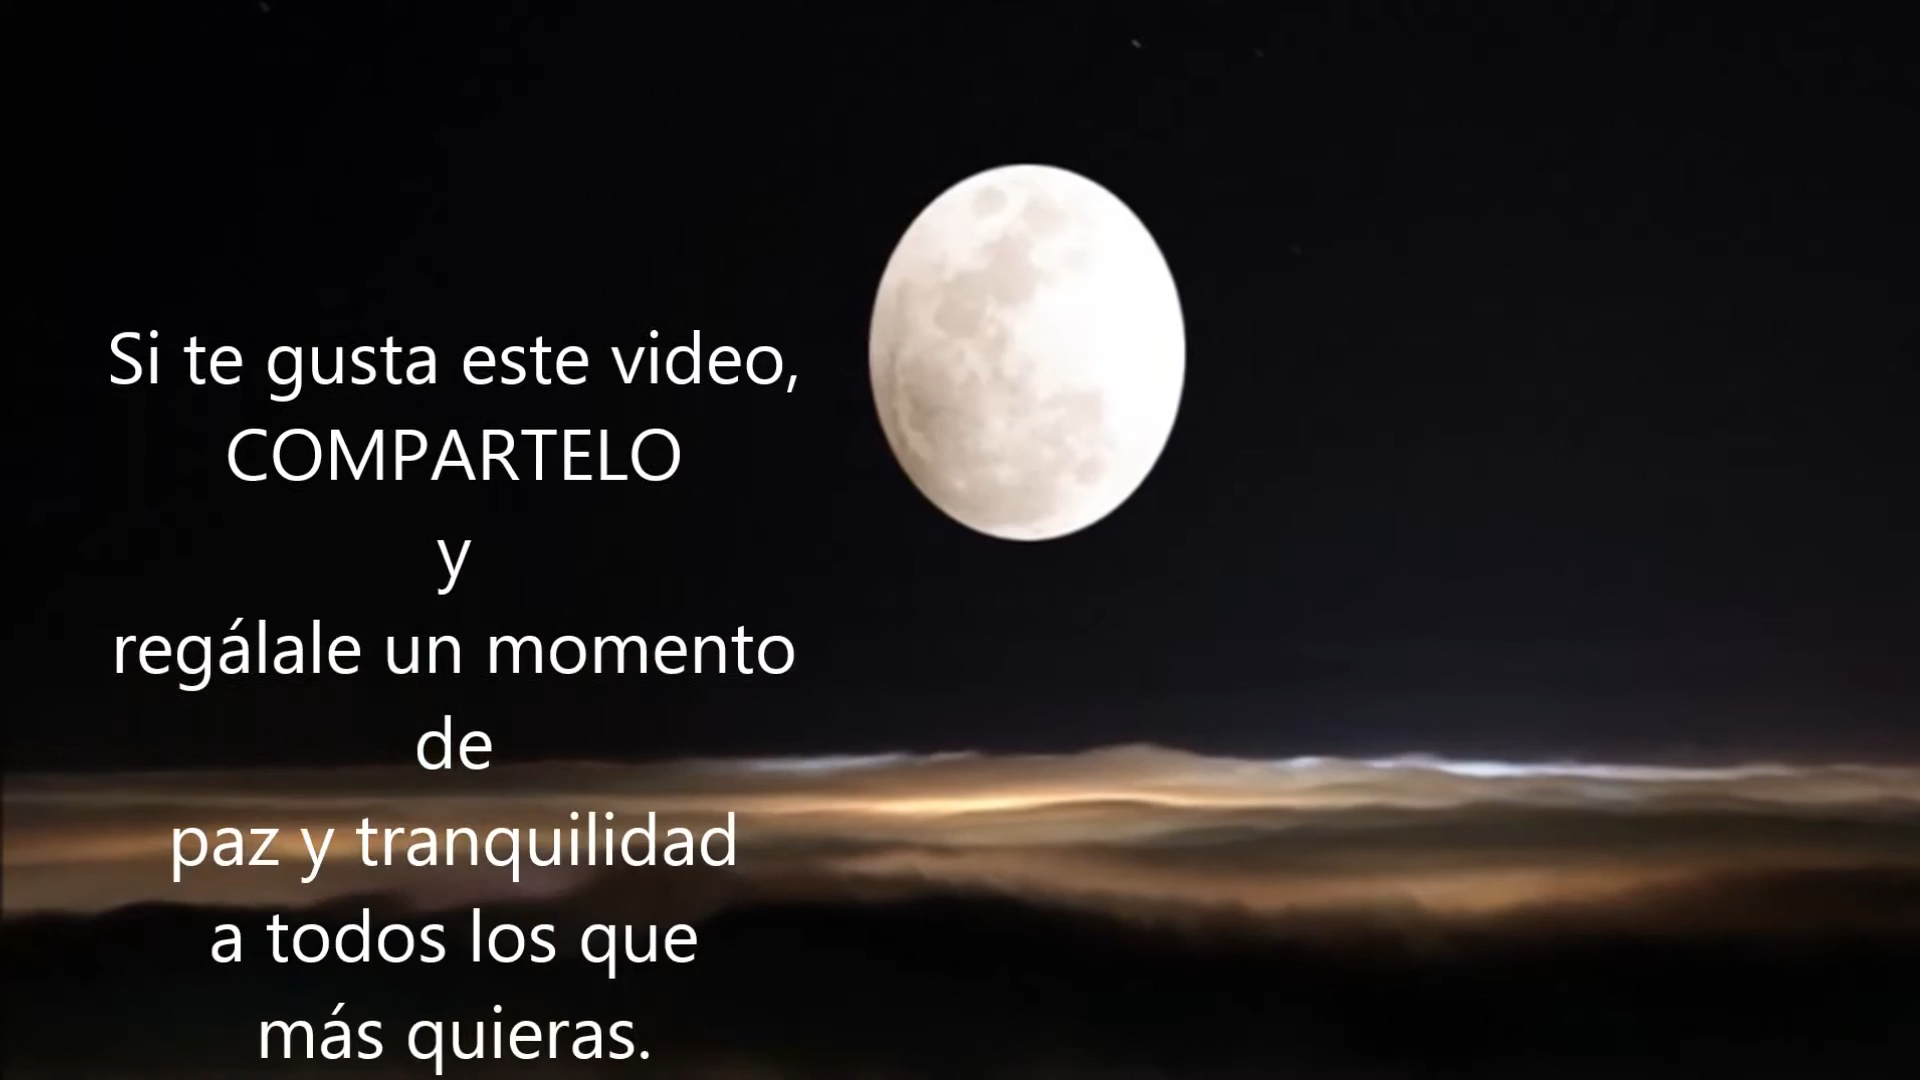 Si te gusta este video,
COMPARTELO
y
regálale un momento
de
paz y tranquilidad
a todos los que
más quieras.